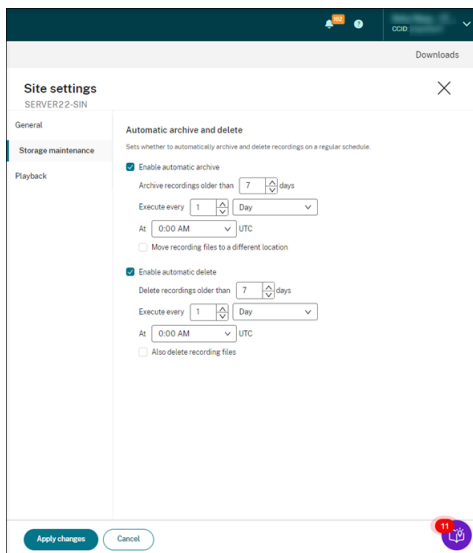 CCID:
Downloads
Site settings
SERVER22-SIN
General
Storage maintenance
Playback
Automatic archive and delete
Sets whether to automatically archive and delete recordings on a regular schedule.
Enable automatic archive
Archive recordings older than 7 days
Execute every 1 Day
At 0:00 AM UTC
Move recording files to a different location
Enable automatic delete
Delete recordings older than 7 days
Execute every 1 Day
At 0:00 AM UTC
Also delete recording files
11
Apply changes Cancel